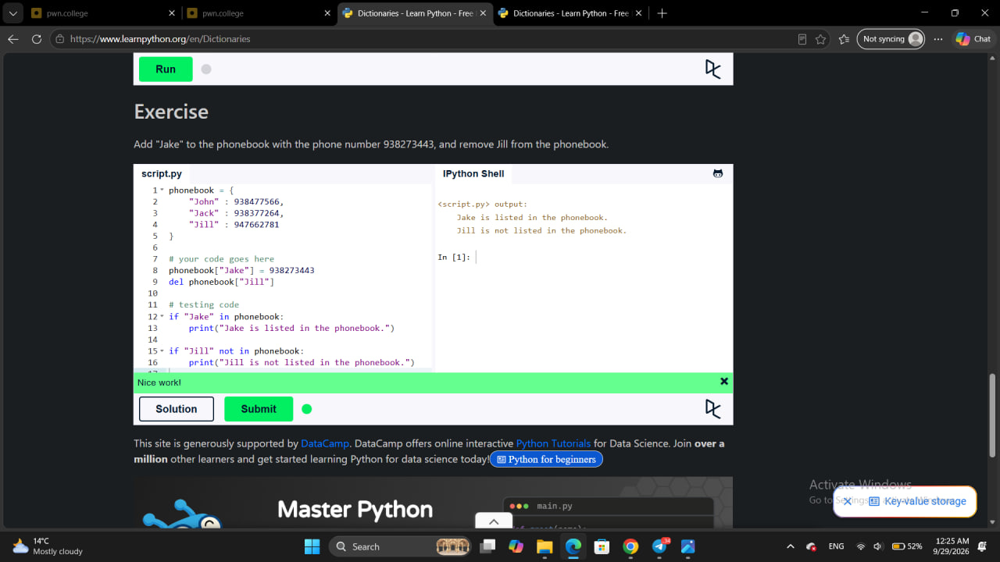 pwn.college
pwn.college
Dictionaries - Learn Python - Free
Dictionaries - Learn Python - Free
https://www.learnpython.org/en/Dictionaries
Not syncing
Chat
Run
Exercise
Add "Jake" to the phonebook with the phone number 938273443, and remove Jill from the phonebook.
script.py
1 phonebook = {
2 "John" : 938477566,
3 "Jack" : 938377264,
4 "Jill" : 947662781
5 }
6
7 # your code goes here
8 phonebook["Jake"] = 938273443
9 del phonebook["Jill"]
10
11 # testing code
12 if "Jake" in phonebook:
13 print("Jake is listed in the phonebook.")
14
15 if "Jill" not in phonebook:
16 print("Jill is not listed in the phonebook.")
IPython Shell
<script.py> output:
Jake is listed in the phonebook.
Jill is not listed in the phonebook.
In [1]:
Nice work!
Solution
Submit
This site is generously supported by DataCamp. DataCamp offers online interactive Python Tutorials for Data Science. Join over a
million other learners and get started learning Python for data science today!
Python for beginners
Master Python
main.py
Activate Windows
Go to Settings
Key-value storage
14°C
Mostly cloudy
Search
34
ENG
52%
12:25 AM
9/29/2026